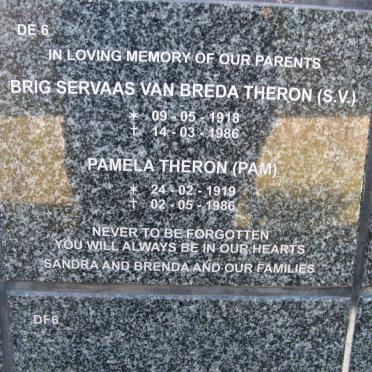 DE 6
IN LOVING MEMORY OF OUR PARENTS
BRIG SERVAAS VAN BREDA THERON (S.V.)
* 09 - 05 - 1918
† 14 - 03 - 1986
PAMELA THERON (PAM)
* 24 - 02 - 1919
† 02 - 05 - 1986
NEVER TO BE FORGOTTEN
YOU WILL ALWAYS BE IN OUR HEARTS
SANDRA AND BRENDA AND OUR FAMILIES
DF6